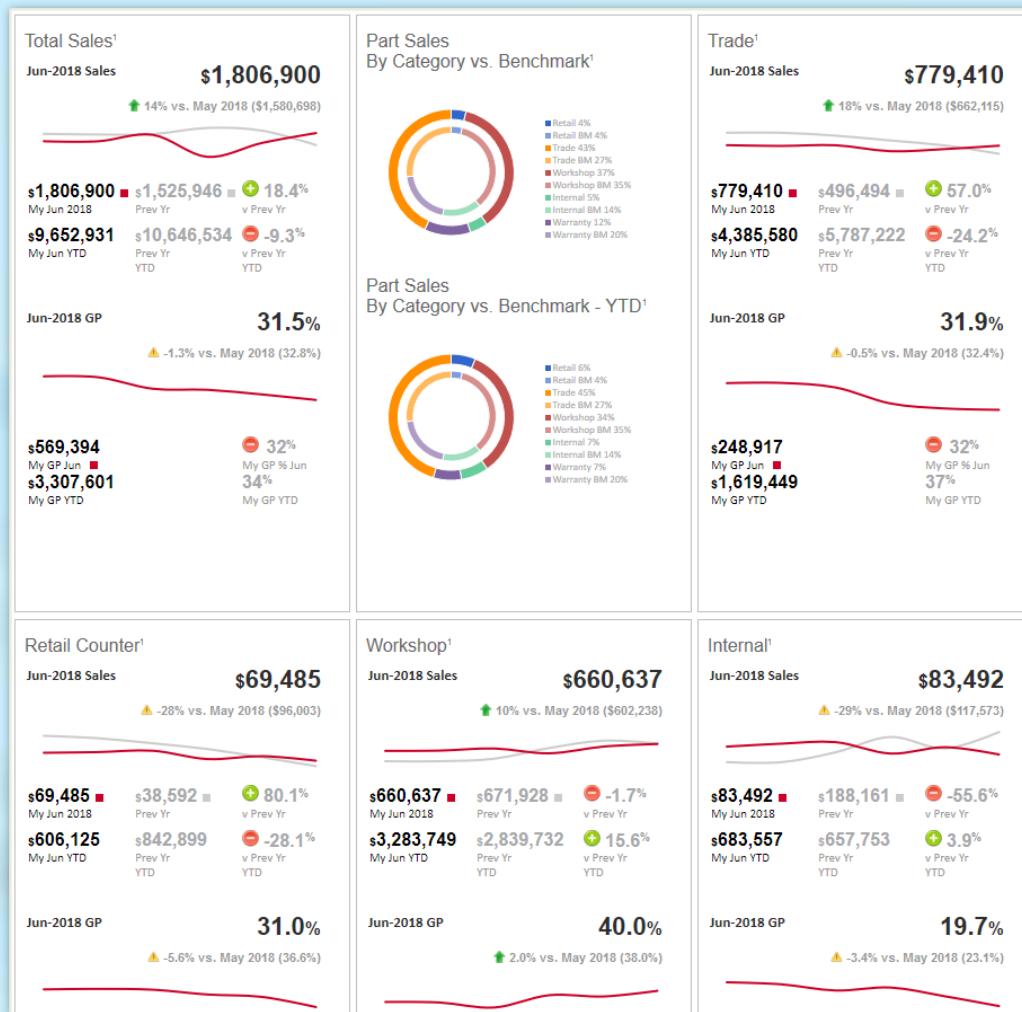 Total Sales¹
Jun-2018 Sales $1,806,900
14% vs. May 2018 ($1,580,698)
$1,806,900 $1,525,946 18.4%
My Jun 2018 Prev Yr v Prev Yr
$9,652,931 $10,646,534 -9.3%
My Jun YTD Prev Yr YTD v Prev Yr YTD
Jun-2018 GP 31.5%
-1.3% vs. May 2018 (32.8%)
$569,394 32%
My GP Jun My GP % Jun
$3,307,601 34%
My GP YTD My GP YTD
Part Sales
By Category vs. Benchmark¹
Retail 4%
Retail BM 4%
Trade 43%
Trade BM 27%
Workshop 37%
Workshop BM 35%
Internal 5%
Internal BM 14%
Warranty 12%
Warranty BM 20%
Part Sales
By Category vs. Benchmark - YTD¹
Retail 6%
Retail BM 4%
Trade 45%
Trade BM 27%
Workshop 34%
Workshop BM 35%
Internal 7%
Internal BM 14%
Warranty 7%
Warranty BM 20%
Trade¹
Jun-2018 Sales $779,410
18% vs. May 2018 ($662,115)
$779,410 $496,494 57.0%
My Jun 2018 Prev Yr v Prev Yr
$4,385,580 $5,787,222 -24.2%
My Jun YTD Prev Yr YTD v Prev Yr YTD
Jun-2018 GP 31.9%
-0.5% vs. May 2018 (32.4%)
$248,917 32%
My GP Jun My GP % Jun
$1,619,449 37%
My GP YTD My GP YTD
Retail Counter¹
Jun-2018 Sales $69,485
-28% vs. May 2018 ($96,003)
$69,485 $38,592 80.1%
My Jun 2018 Prev Yr v Prev Yr
$606,125 $842,899 -28.1%
My Jun YTD Prev Yr YTD v Prev Yr YTD
Jun-2018 GP 31.0%
-5.6% vs. May 2018 (36.6%)
Workshop¹
Jun-2018 Sales $660,637
10% vs. May 2018 ($602,238)
$660,637 $671,928 -1.7%
My Jun 2018 Prev Yr v Prev Yr
$3,283,749 $2,839,732 15.6%
My Jun YTD Prev Yr YTD v Prev Yr YTD
Jun-2018 GP 40.0%
2.0% vs. May 2018 (38.0%)
Internal¹
Jun-2018 Sales $83,492
-29% vs. May 2018 ($117,573)
$83,492 $188,161 -55.6%
My Jun 2018 Prev Yr v Prev Yr
$683,557 $657,753 3.9%
My Jun YTD Prev Yr YTD v Prev Yr YTD
Jun-2018 GP 19.7%
-3.4% vs. May 2018 (23.1%)